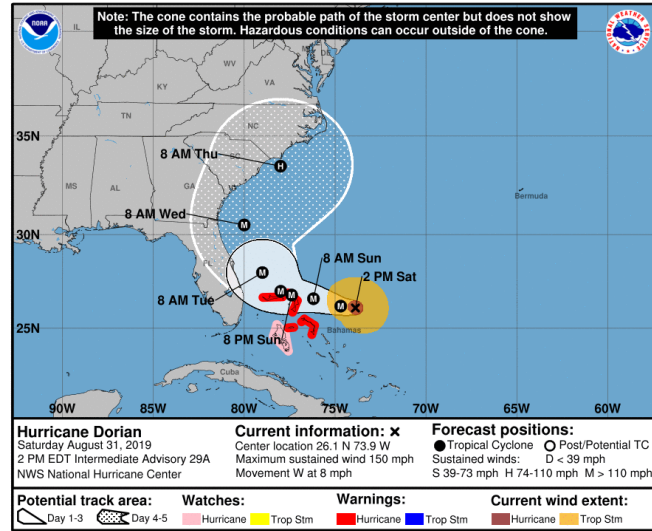 Note: The cone contains the probable path of the storm center but does not show
the size of the storm. Hazardous conditions can occur outside of the cone.
NOAA
NATIONAL WEATHER SERVICE
IL
WV
VA
KY
TN
NC
SC
MS
AL
GA
FL
35N
30N
25N
8 AM Thu
H
Bermuda
8 AM Wed
M
8 AM Sun
2 PM Sat
M
M
M
M
M
8 AM Tue
8 PM Sun
Bahamas
Cuba
90W
85W
80W
75W
70W
65W
60W
Hurricane Dorian
Saturday August 31, 2019
2 PM EDT Intermediate Advisory 29A
NWS National Hurricane Center
Current information: ×
Center location 26.1 N 73.9 W
Maximum sustained wind 150 mph
Movement W at 8 mph
Forecast positions:
Tropical Cyclone Post/Potential TC
Sustained winds: D < 39 mph
S 39-73 mph H 74-110 mph M > 110 mph
Potential track area:
Day 1-3 Day 4-5
Watches:
Hurricane Trop Stm
Warnings:
Hurricane Trop Stm
Current wind extent:
Hurricane Trop Stm